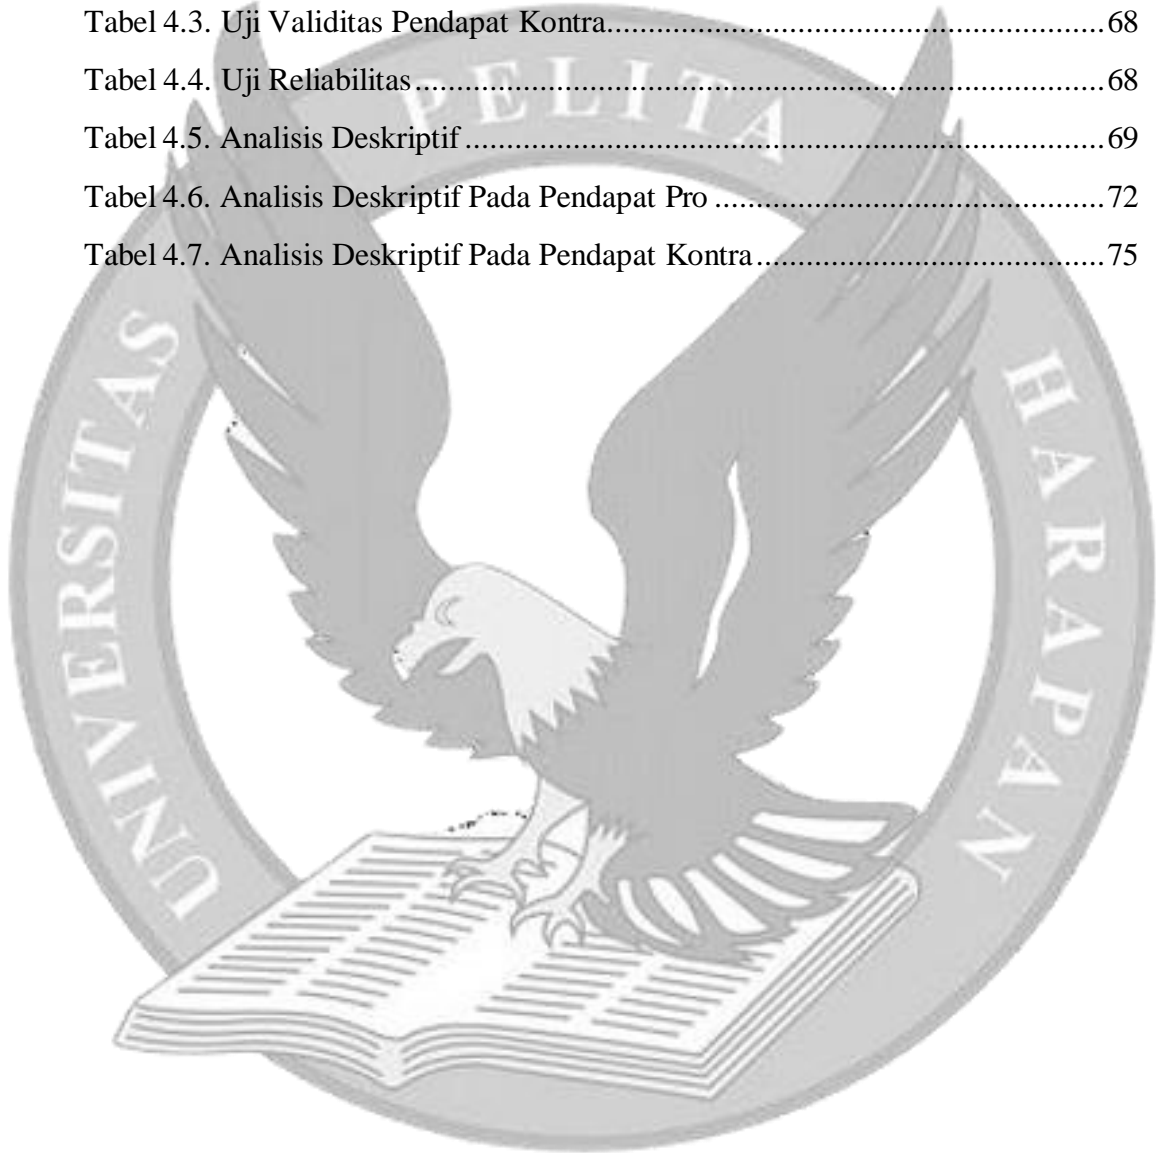 Tabel 4.3. Uji Validitas Pendapat Kontra..............................................................68
Tabel 4.4. Uji Reliabilitas......................................................................................68
Tabel 4.5. Analisis Deskriptif................................................................................69
Tabel 4.6. Analisis Deskriptif Pada Pendapat Pro.................................................72
Tabel 4.7. Analisis Deskriptif Pada Pendapat Kontra............................................75
UNIVERSITAS PELITA HARAPAN